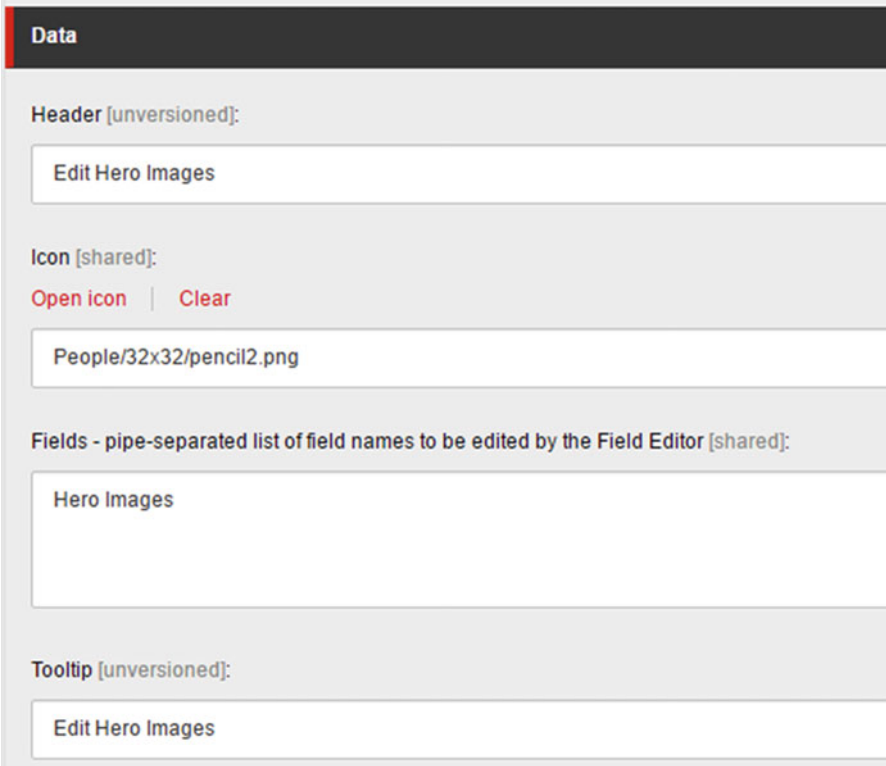 Data
Header [unversioned]:
Edit Hero Images
Icon [shared]:
Open icon | Clear
People/32x32/pencil2.png
Fields - pipe-separated list of field names to be edited by the Field Editor [shared]:
Hero Images
Tooltip [unversioned]:
Edit Hero Images